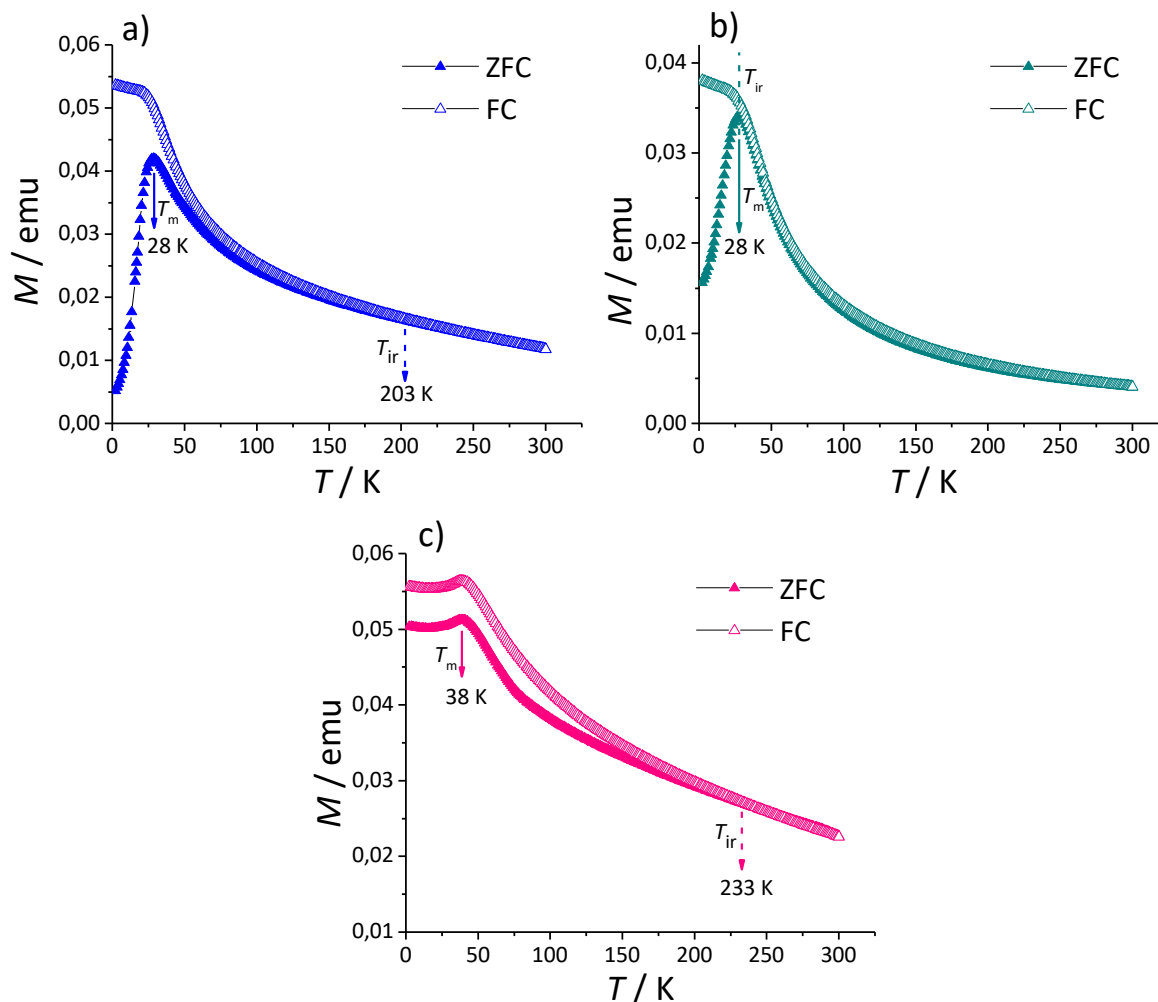 a)
ZFC
FC
0,06
0,05
0,04
0,03
0,02
0,01
0,00
M / emu
Tm
28 K
Tir
203 K
0 50 100 150 200 250 300
T / K
b)
ZFC
FC
0,04
0,03
0,02
0,01
0,00
M / emu
Tir
Tm
28 K
0 50 100 150 200 250 300
T / K
c)
ZFC
FC
0,06
0,05
0,04
0,03
0,02
0,01
M / emu
Tm
38 K
Tir
233 K
0 50 100 150 200 250 300
T / K